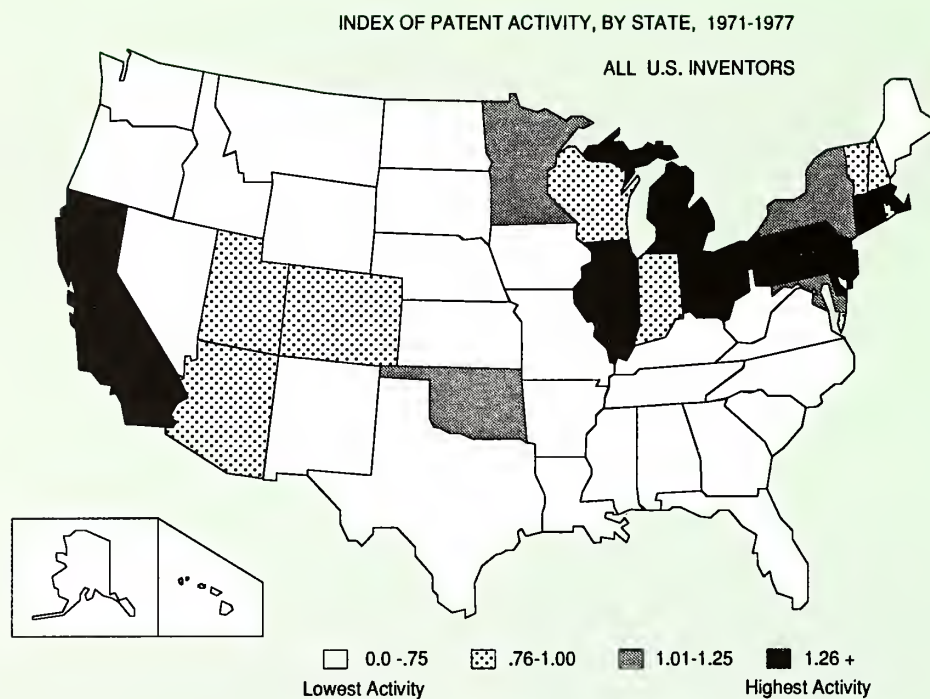 INDEX OF PATENT ACTIVITY, BY STATE, 1971-1977
ALL U.S. INVENTORS
0.0 -.75 .76-1.00 1.01-1.25 1.26 +
Lowest Activity Highest Activity